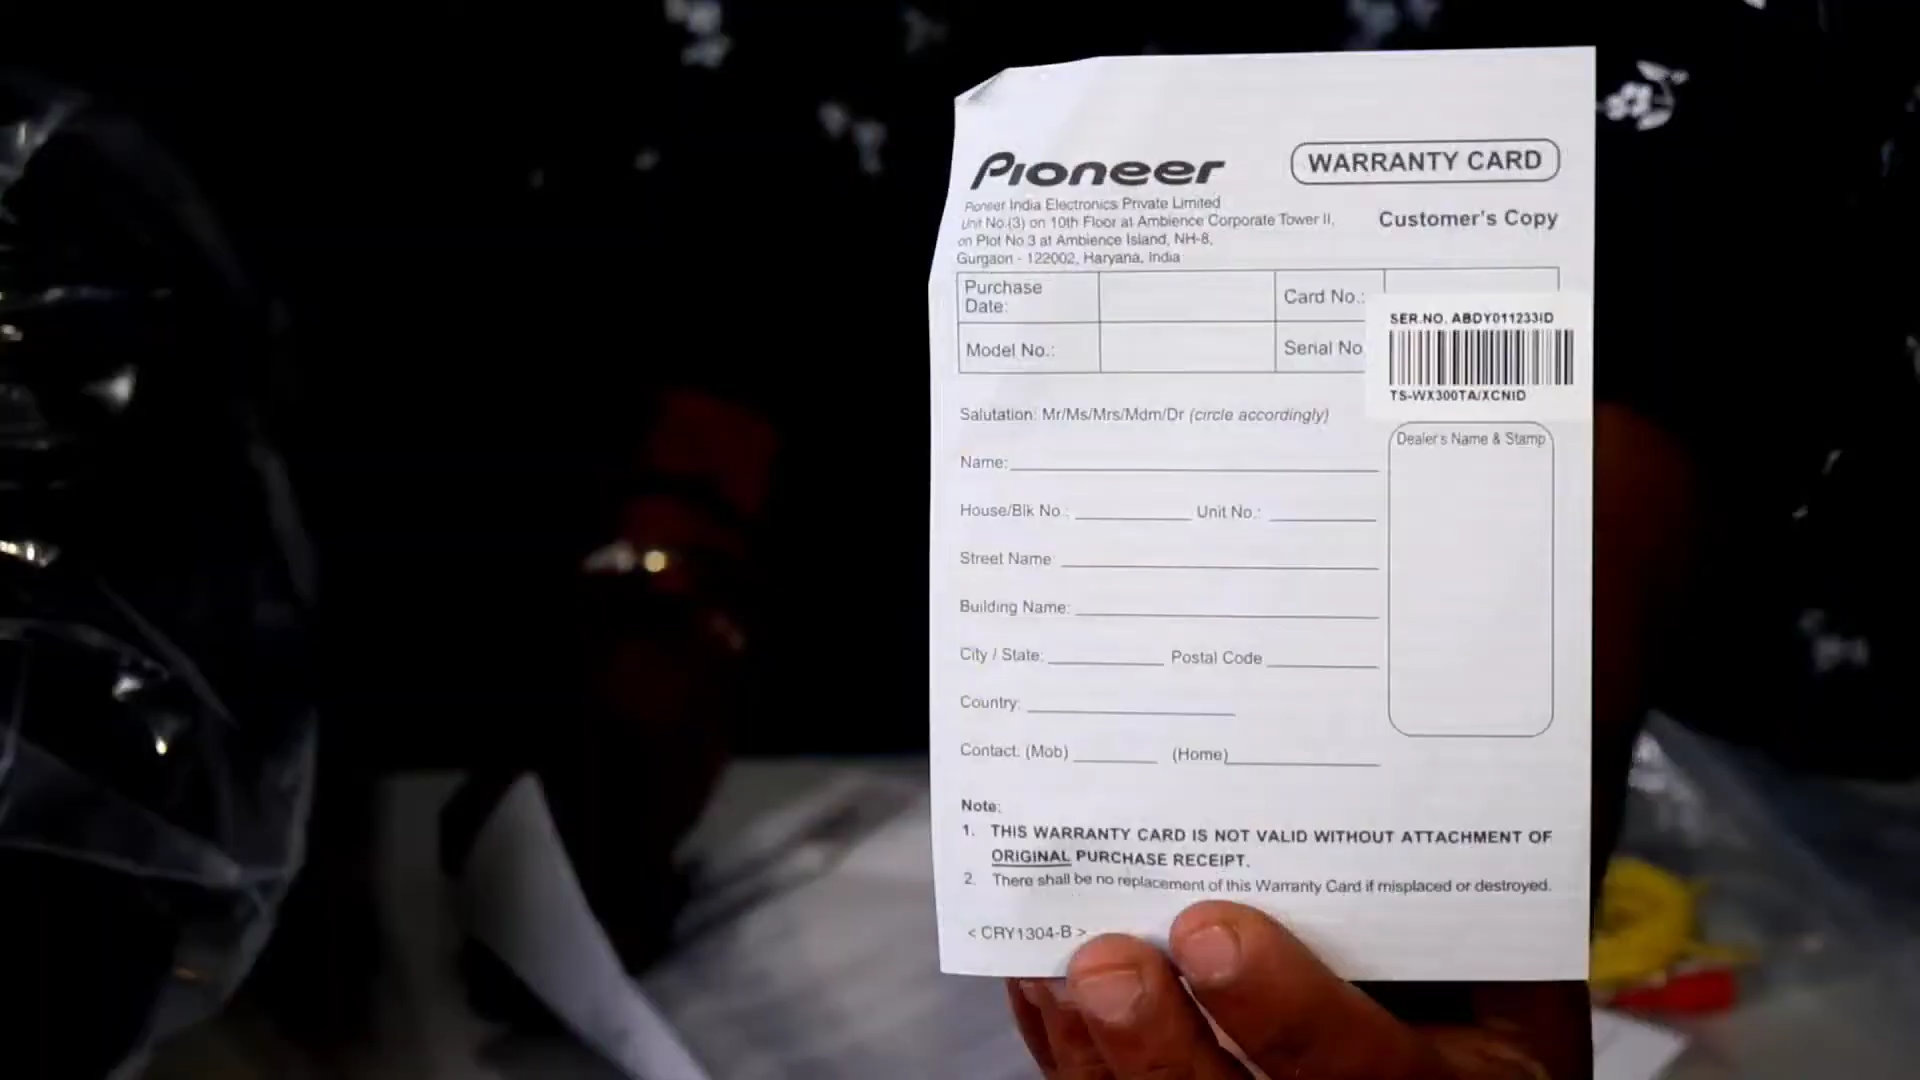 Pioneer
WARRANTY CARD
Pioneer India Electronics Private Limited
Unit No.(3) on 10th Floor at Ambience Corporate Tower II,
on Plot No.3 at Ambience Island, NH-8,
Gurgaon - 122002, Haryana, India
Customer's Copy
Purchase Date:
Card No.:
Model No.:
Serial No
SER.NO. ABDY011233ID
TS-WX300TA/XCNID
Salutation: Mr/Ms/Mrs/Mdm/Dr (circle accordingly)
Dealer's Name & Stamp
Name:
House/Blk No.: Unit No.:
Street Name
Building Name:
City / State: Postal Code
Country:
Contact: (Mob) (Home)
Note:
1. THIS WARRANTY CARD IS NOT VALID WITHOUT ATTACHMENT OF
ORIGINAL PURCHASE RECEIPT.
2. There shall be no replacement of this Warranty Card if misplaced or destroyed.
< CRY1304-B >